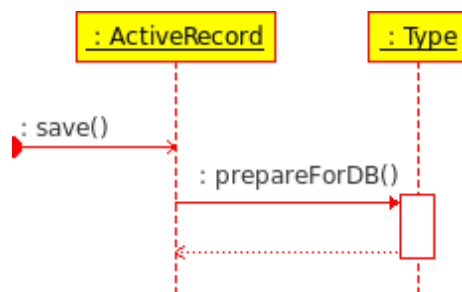 : ActiveRecord
: Type
: save()
: prepareForDB()